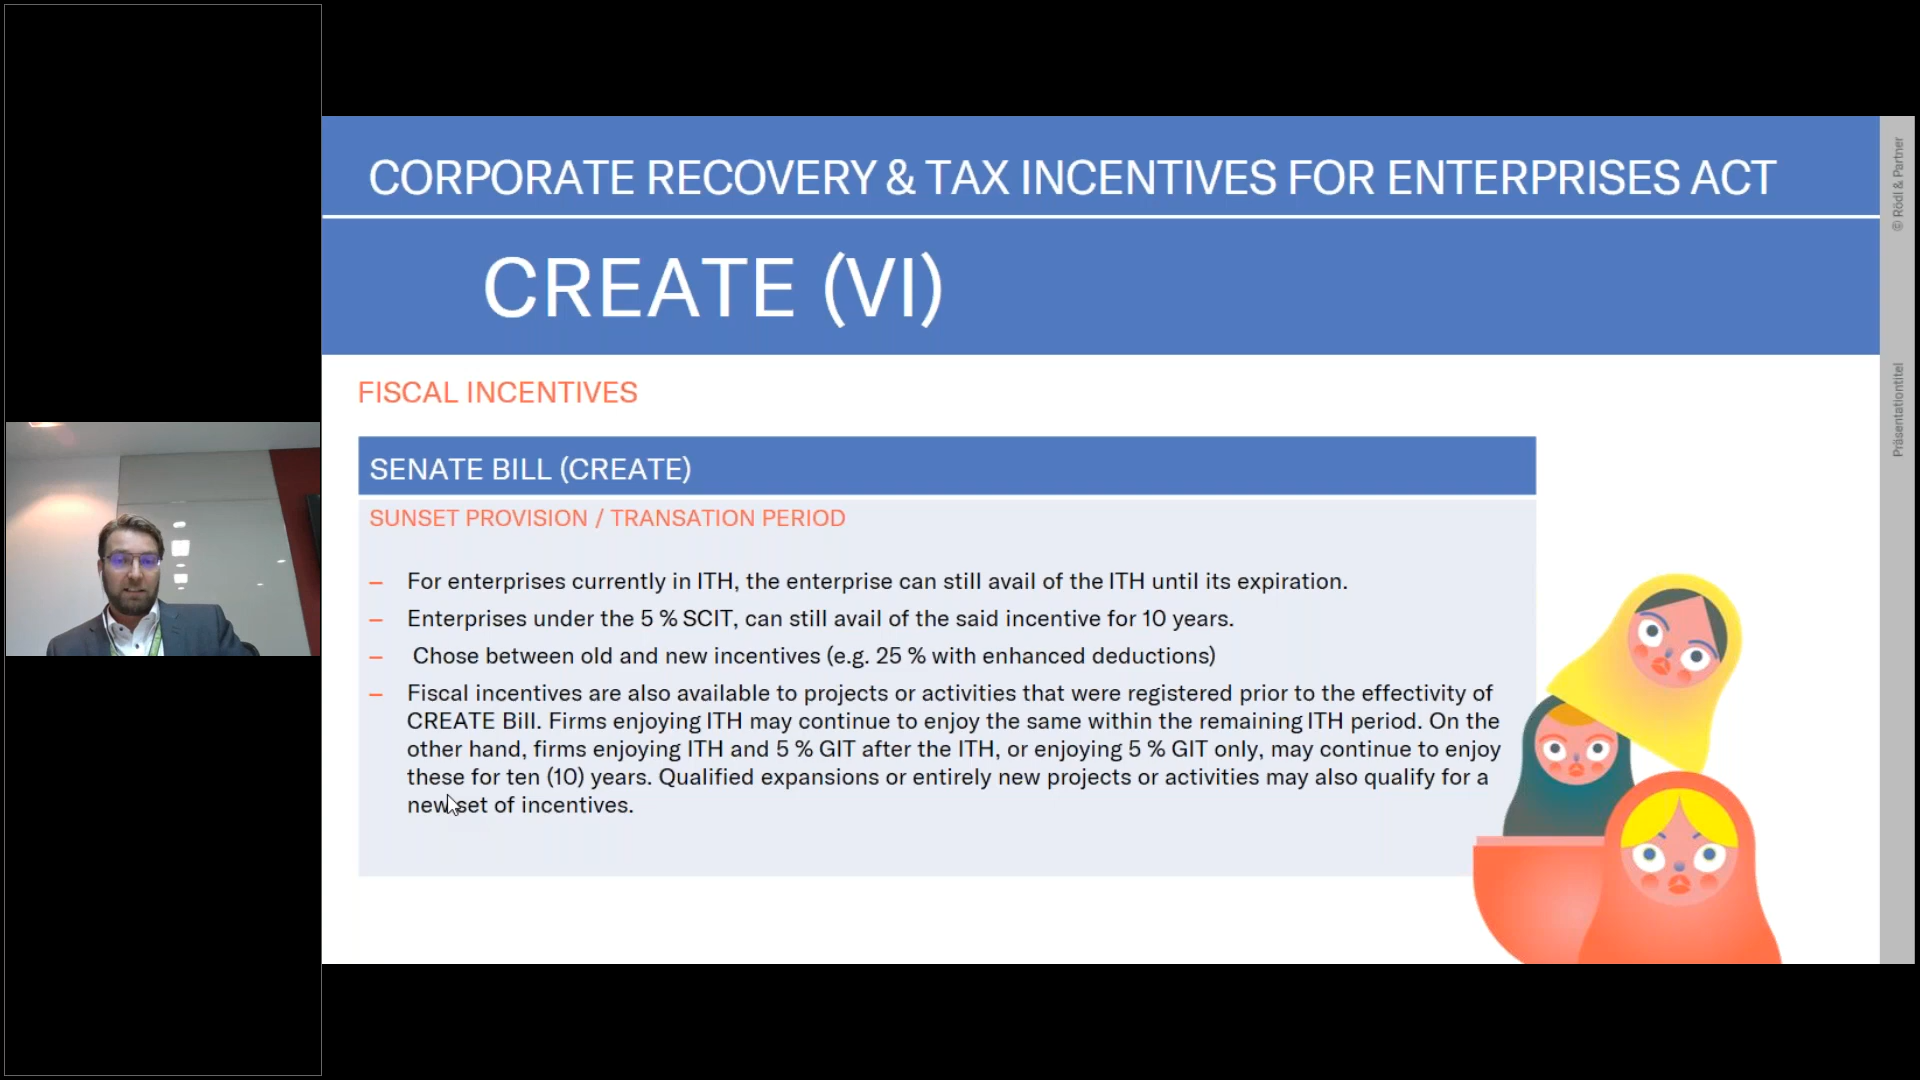 CORPORATE RECOVERY & TAX INCENTIVES FOR ENTERPRISES ACT
CREATE (VI)
FISCAL INCENTIVES
SENATE BILL (CREATE)
SUNSET PROVISION / TRANSATION PERIOD
– For enterprises currently in ITH, the enterprise can still avail of the ITH until its expiration.
– Enterprises under the 5 % SCIT, can still avail of the said incentive for 10 years.
– Chose between old and new incentives (e.g. 25 % with enhanced deductions)
– Fiscal incentives are also available to projects or activities that were registered prior to the effectivity of
CREATE Bill. Firms enjoying ITH may continue to enjoy the same within the remaining ITH period. On the
other hand, firms enjoying ITH and 5 % GIT after the ITH, or enjoying 5 % GIT only, may continue to enjoy
these for ten (10) years. Qualified expansions or entirely new projects or activities may also qualify for a
new set of incentives.
© Rödl & Partner
Präsentationtitel